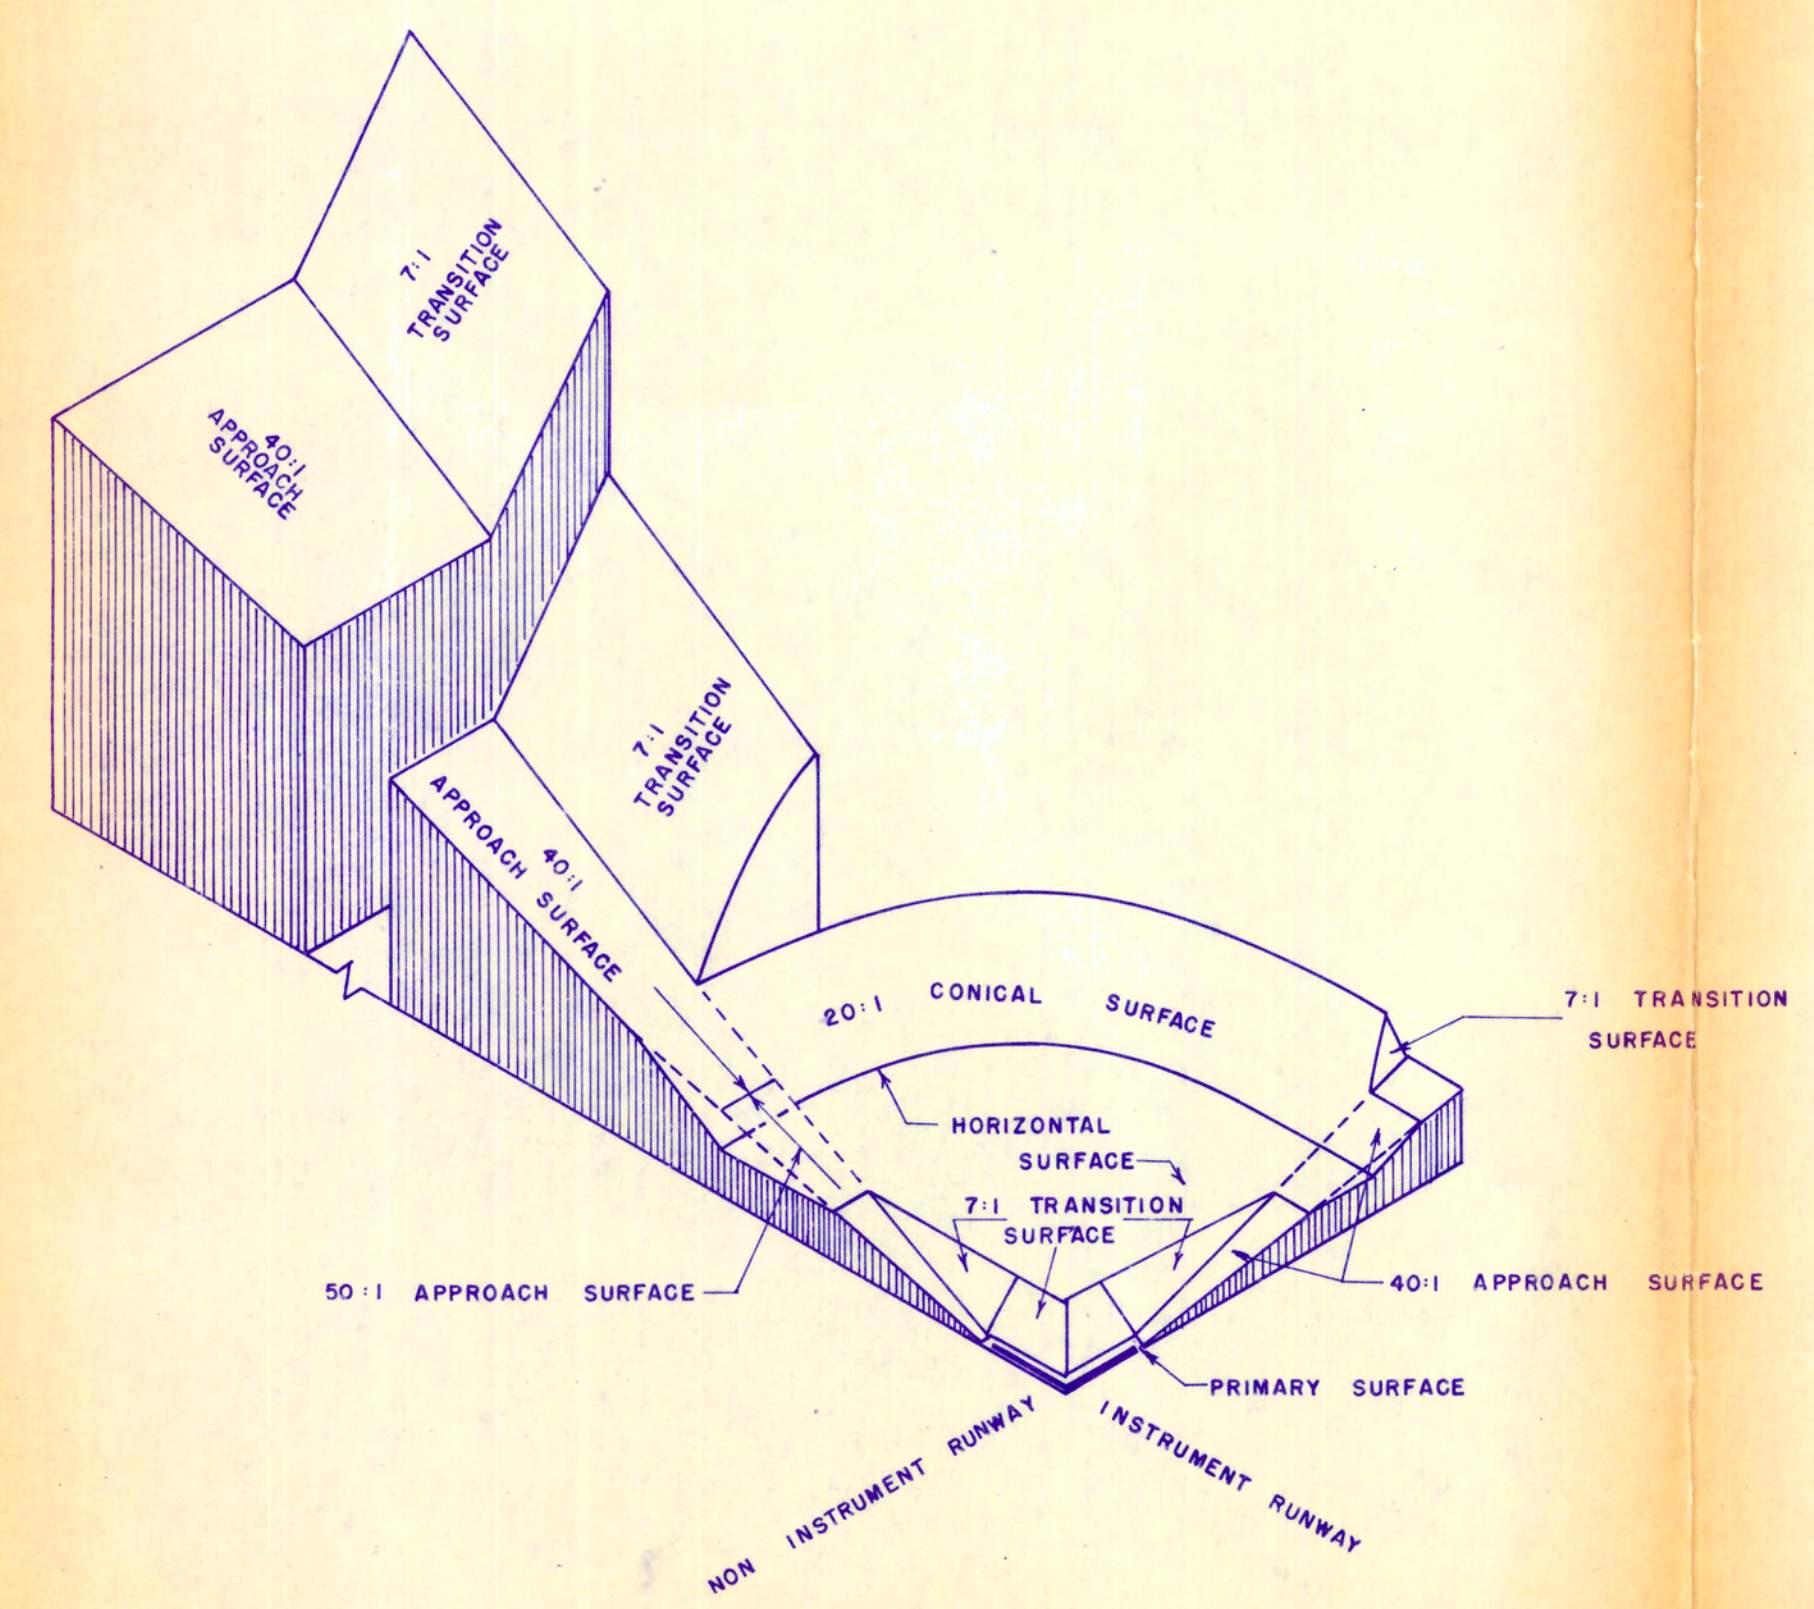 7:1
TRANSITION
SURFACE
40:1
APPROACH
SURFACE
7:1
TRANSITION
SURFACE
40:1
APPROACH SURFACE
20:1 CONICAL SURFACE
7:1 TRANSITION
SURFACE
HORIZONTAL
SURFACE
7:1 TRANSITION
SURFACE
50:1 APPROACH SURFACE
40:1 APPROACH SURFACE
PRIMARY SURFACE
NON INSTRUMENT RUNWAY
INSTRUMENT RUNWAY